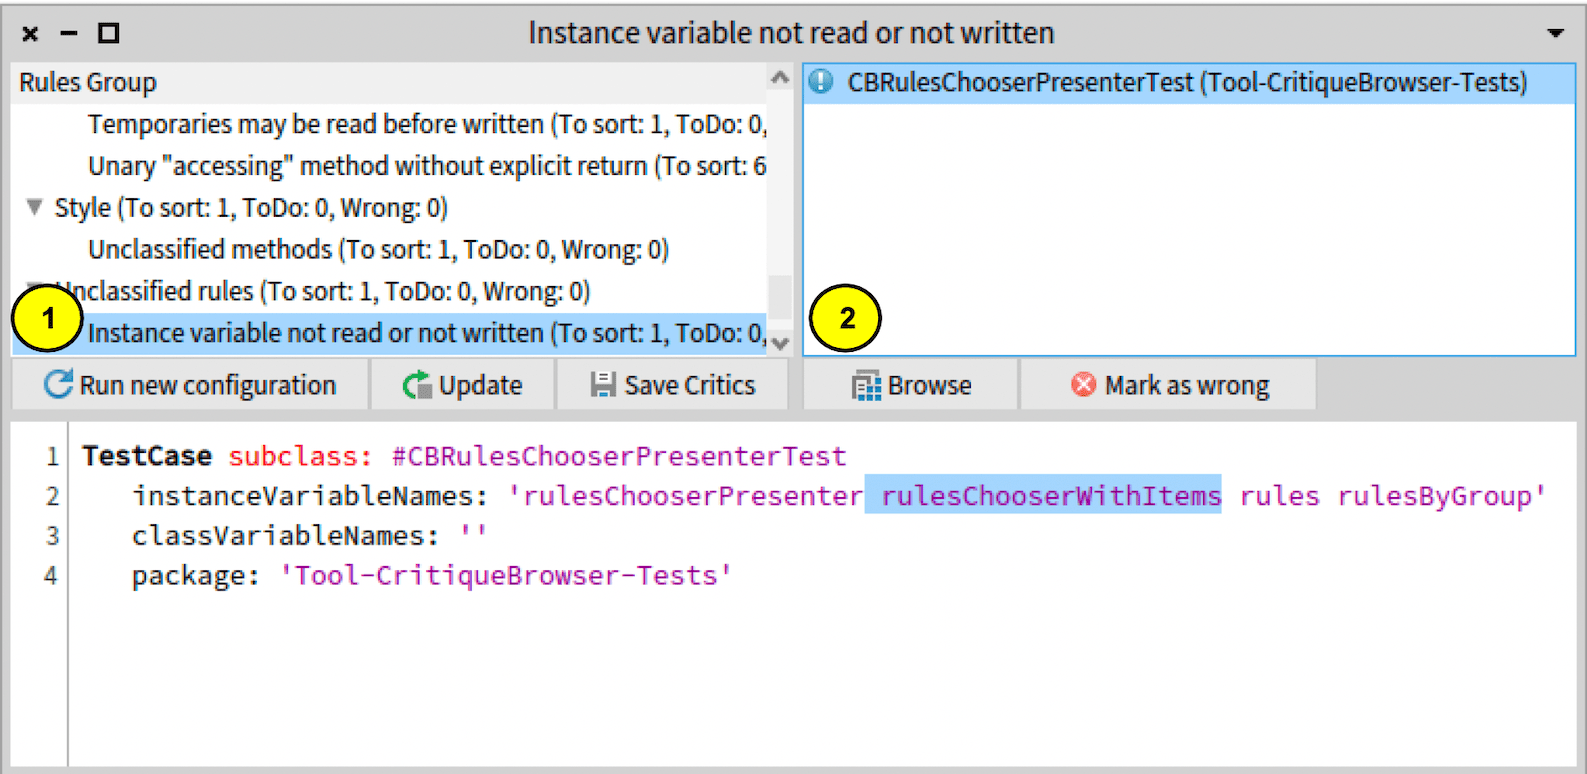 Instance variable not read or not written
Rules Group
Temporaries may be read before written (To sort: 1, ToDo: 0,
Unary "accessing" method without explicit return (To sort: 6
Style (To sort: 1, ToDo: 0, Wrong: 0)
Unclassified methods (To sort: 1, ToDo: 0, Wrong: 0)
Unclassified rules (To sort: 1, ToDo: 0, Wrong: 0)
1
Instance variable not read or not written (To sort: 1, ToDo: 0,
CBRulesChooserPresenterTest (Tool-CritiqueBrowser-Tests)
2
Run new configuration
Update
Save Critics
Browse
Mark as wrong
1 TestCase subclass: #CBRulesChooserPresenterTest
2 instanceVariableNames: 'rulesChooserPresenter rulesChooserWithItems rules rulesByGroup'
3 classVariableNames: ''
4 package: 'Tool-CritiqueBrowser-Tests'